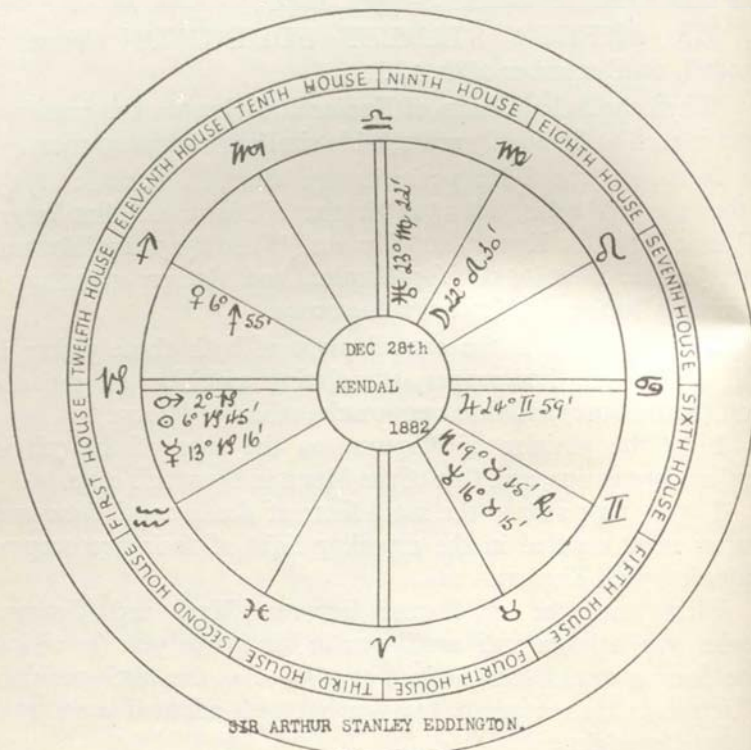 TENTH HOUSE
NINTH HOUSE
EIGHTH HOUSE
SEVENTH HOUSE
SIXTH HOUSE
FIFTH HOUSE
FOURTH HOUSE
THIRD HOUSE
SECOND HOUSE
FIRST HOUSE
TWELFTH HOUSE
ELEVENTH HOUSE
♎
♍
♌
♋
♊
♉
♈
♓
♒
♑
♐
♏
♅ 23° ♍ 22'
☽ 22° ♌ 30'
♀ 6° ♐ 55'
♂ 2° ♑
☉ 6° ♑ 45'
☿ 13° ♑ 16'
♃ 24° ♊ 59'
♄ 19° ♉ 45' ℞
♆ 16° ♉ 15'
DEC 28th
KENDAL
1882
SIR ARTHUR STANLEY EDDINGTON.